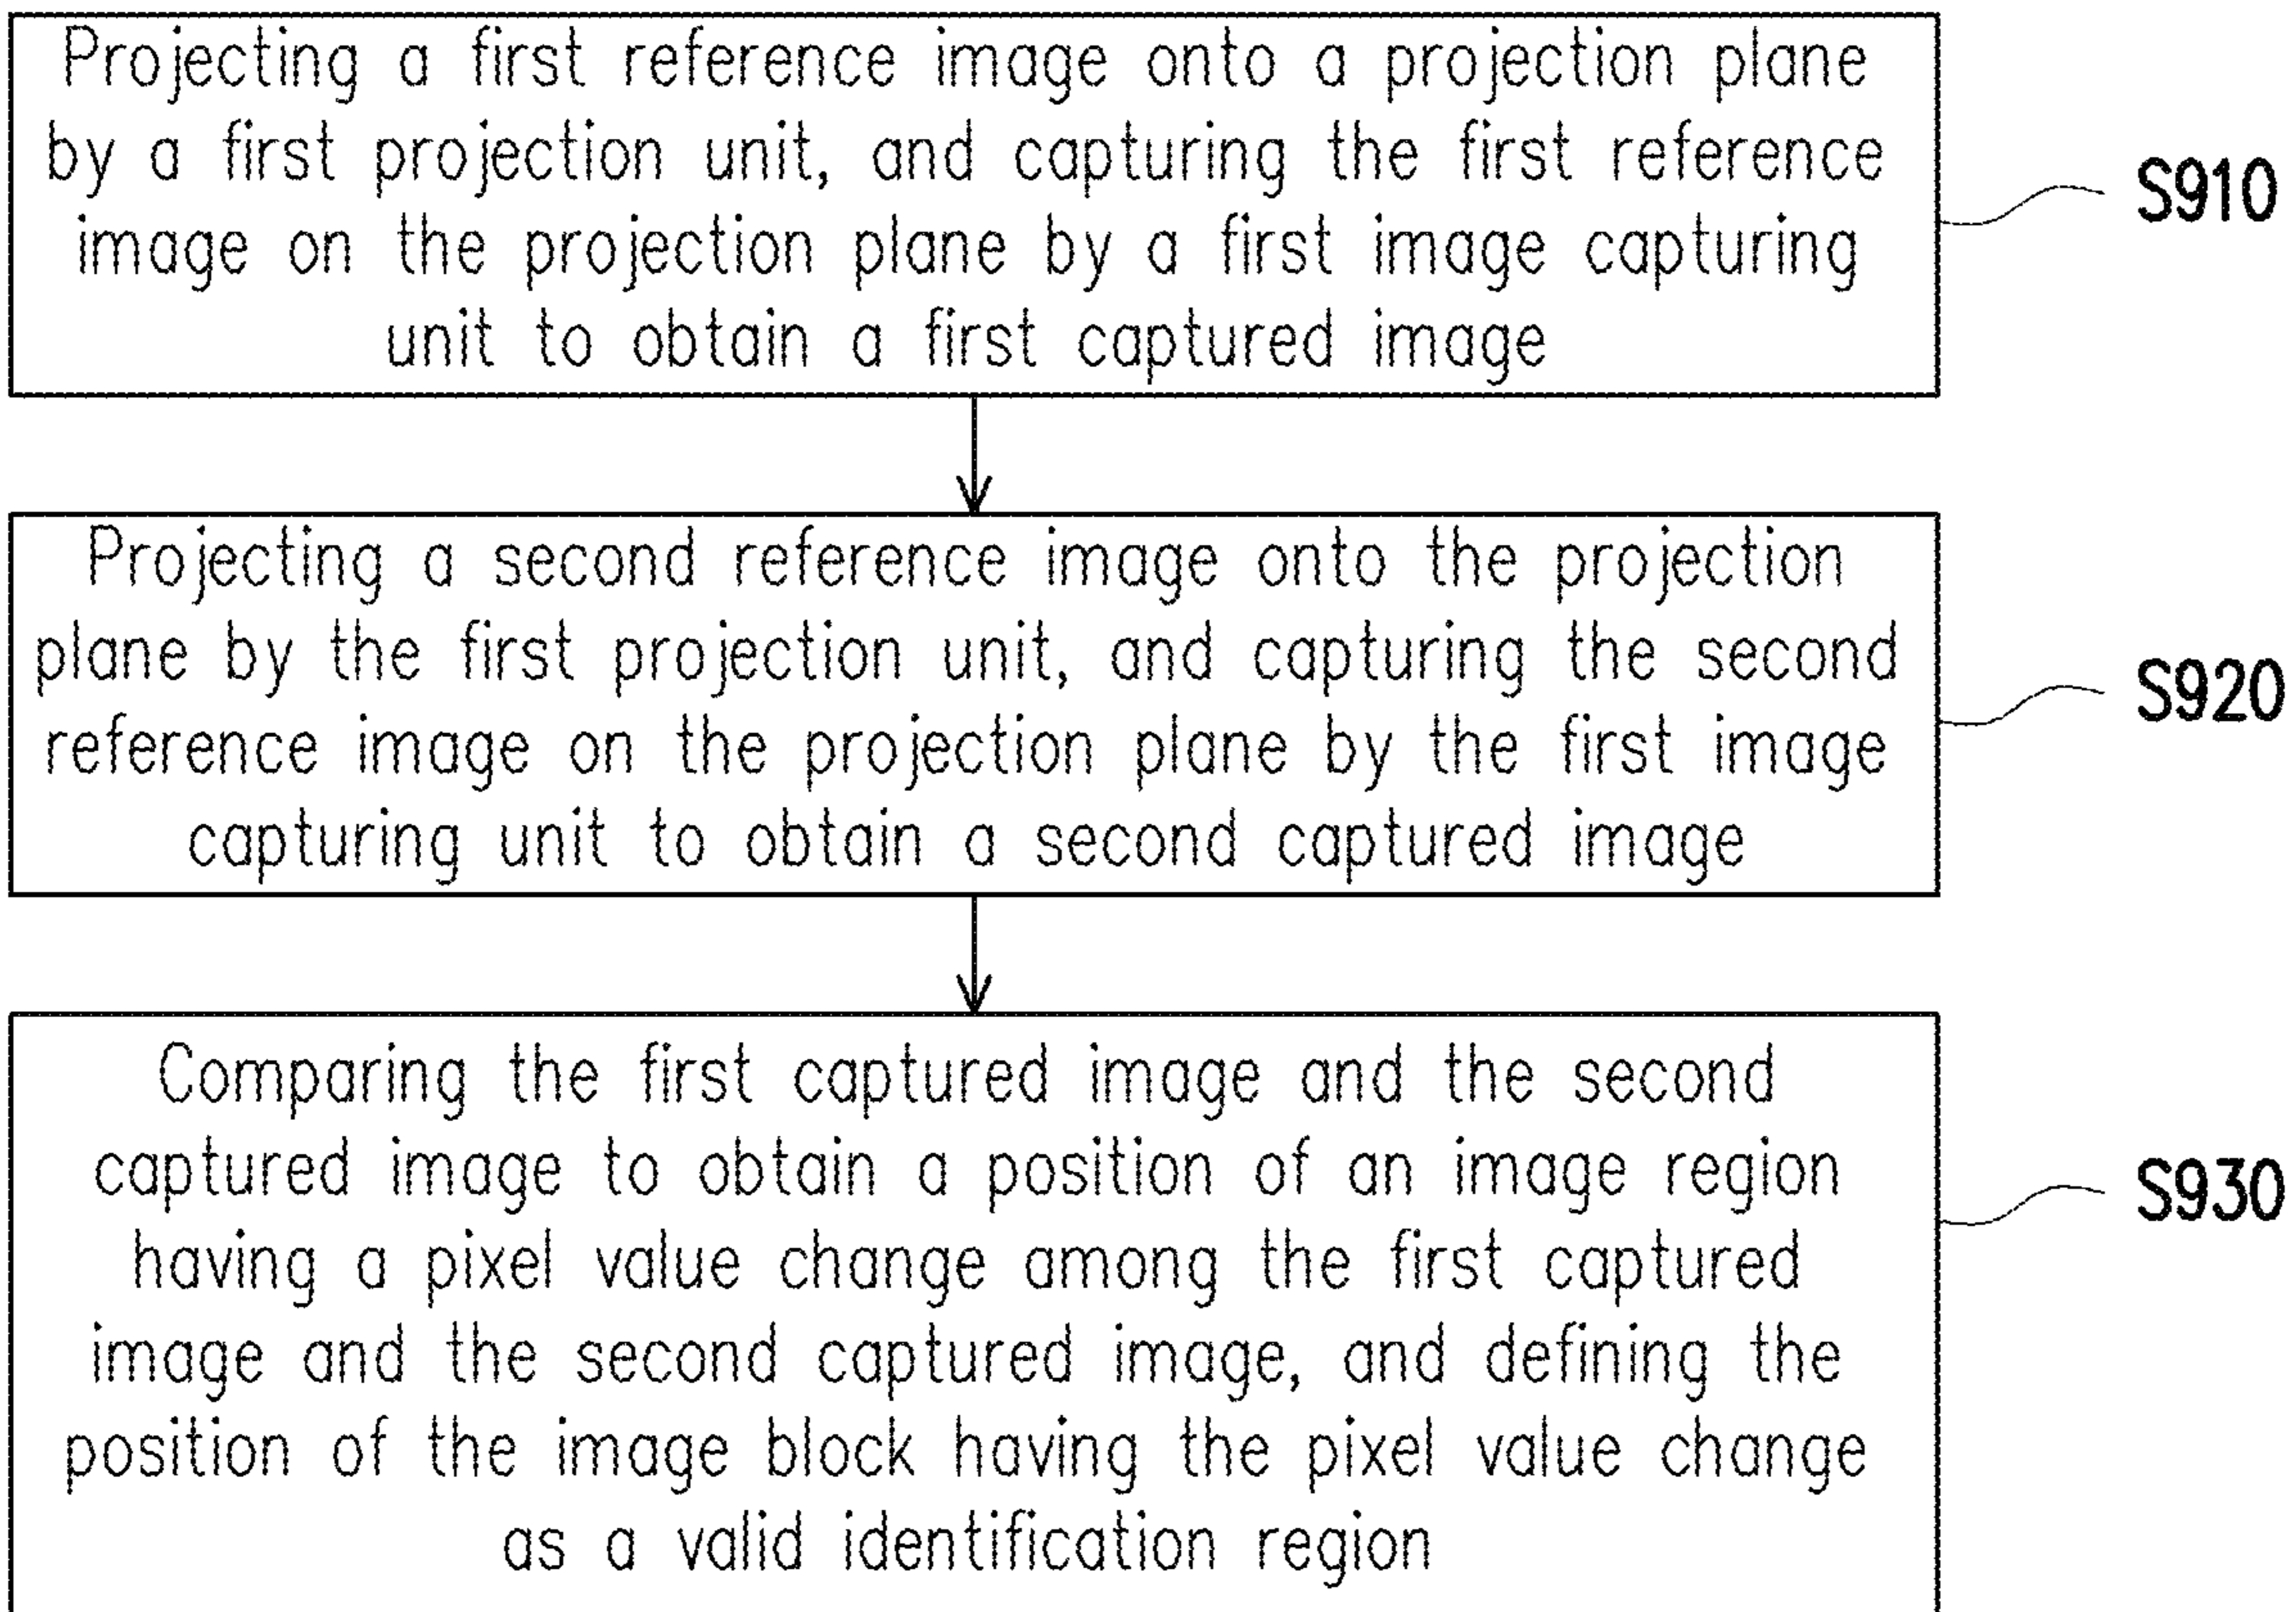 Projecting a first reference image onto a projection plane
by a first projection unit, and capturing the first reference
image on the projection plane by a first image capturing
unit to obtain a first captured image
S910
Projecting a second reference image onto the projection
plane by the first projection unit, and capturing the second
reference image on the projection plane by the first image
capturing unit to obtain a second captured image
S920
Comparing the first captured image and the second
captured image to obtain a position of an image region
having a pixel value change among the first captured
image and the second captured image, and defining the
position of the image block having the pixel value change
as a valid identification region
S930